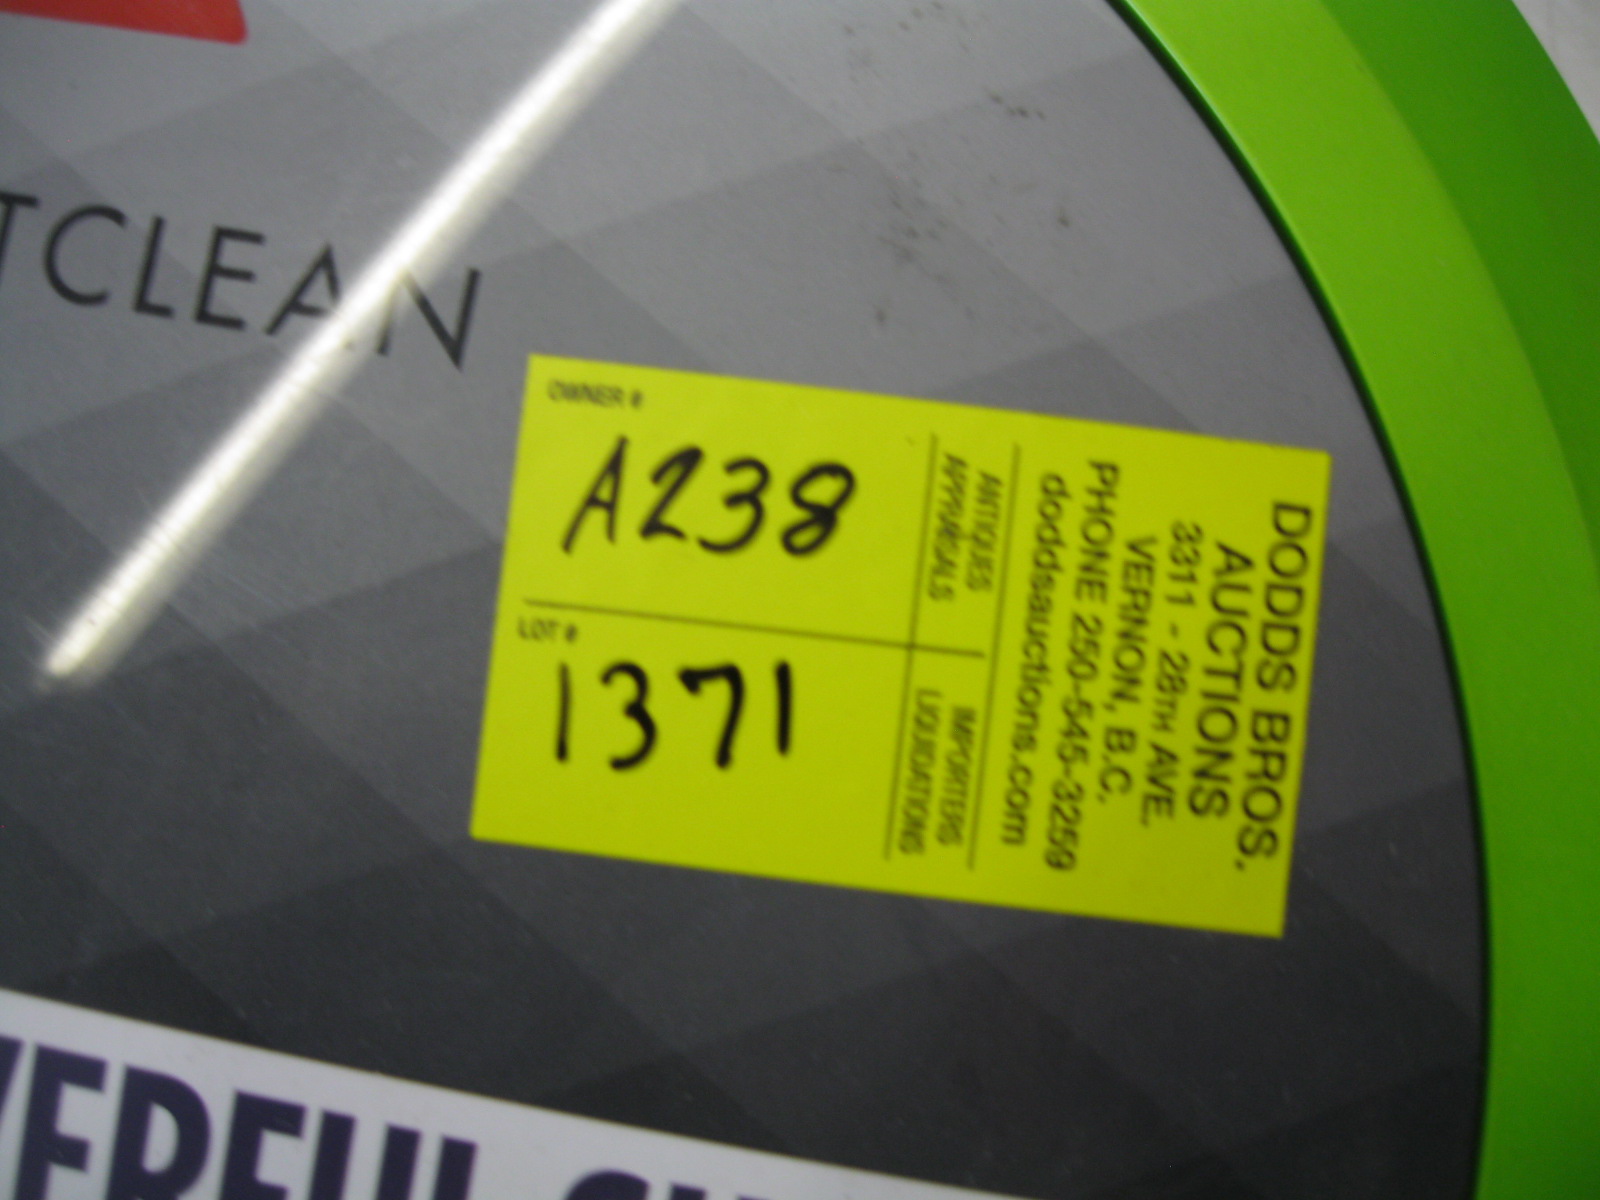 TCLEAN
OWNER #
A238
LOT #
1371
ANTIQUES
APPRAISALS
IMPORTERS
LIQUIDATIONS
DODDS BROS.
AUCTIONS
3311 - 28TH AVE.
VERNON, B.C.
PHONE 250-545-3259
doddsauctions.com
VERFUL